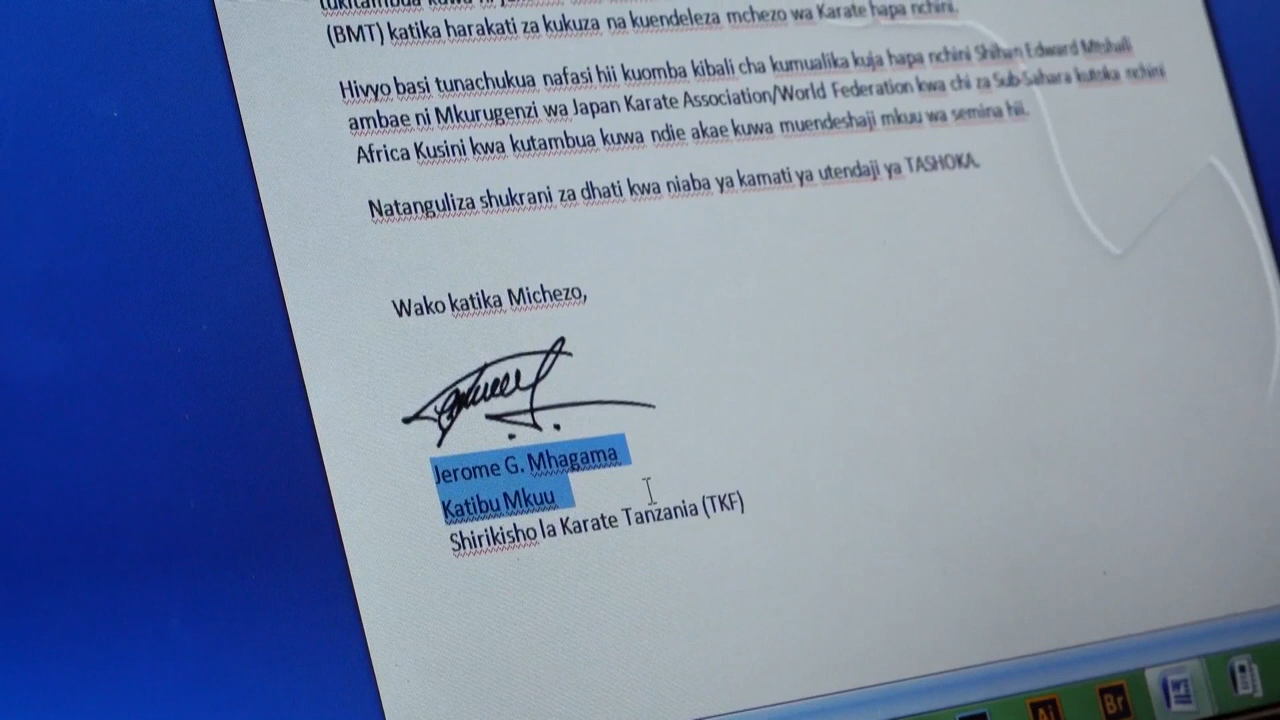 (BMT) katika harakati za kukuza na kuendeleza mchezo wa Karate hapa nchini.
Hivyo basi tunachukua nafasi hii kuomba kibali cha kumualika kuja hapa nchini Shihan Edward Mtshali
ambae ni Mkurugenzi wa Japan Karate Association/World Federation kwa chi za Sub-Sahara kutoka nchini
Africa Kusini kwa kutambua kuwa ndie akae kuwa muendeshaji mkuu wa semina hii.
Natanguliza shukrani za dhati kwa niaba ya kamati ya utendaji ya TASHOKA.
Wako katika Michezo,
Jerome G. Mhagama
Katibu Mkuu
Shirikisho la Karate Tanzania (TKF)
Ai Br